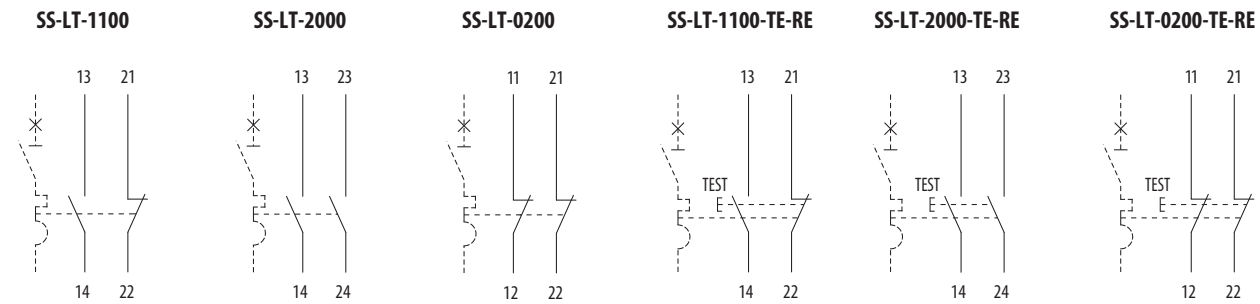 SS-LT-1100 SS-LT-2000 SS-LT-0200 SS-LT-1100-TE-RE SS-LT-2000-TE-RE SS-LT-0200-TE-RE
13 21 13 23 11 21 13 21 13 23 11 21
TEST TEST TEST
14 22 14 24 12 22 14 22 14 24 12 22